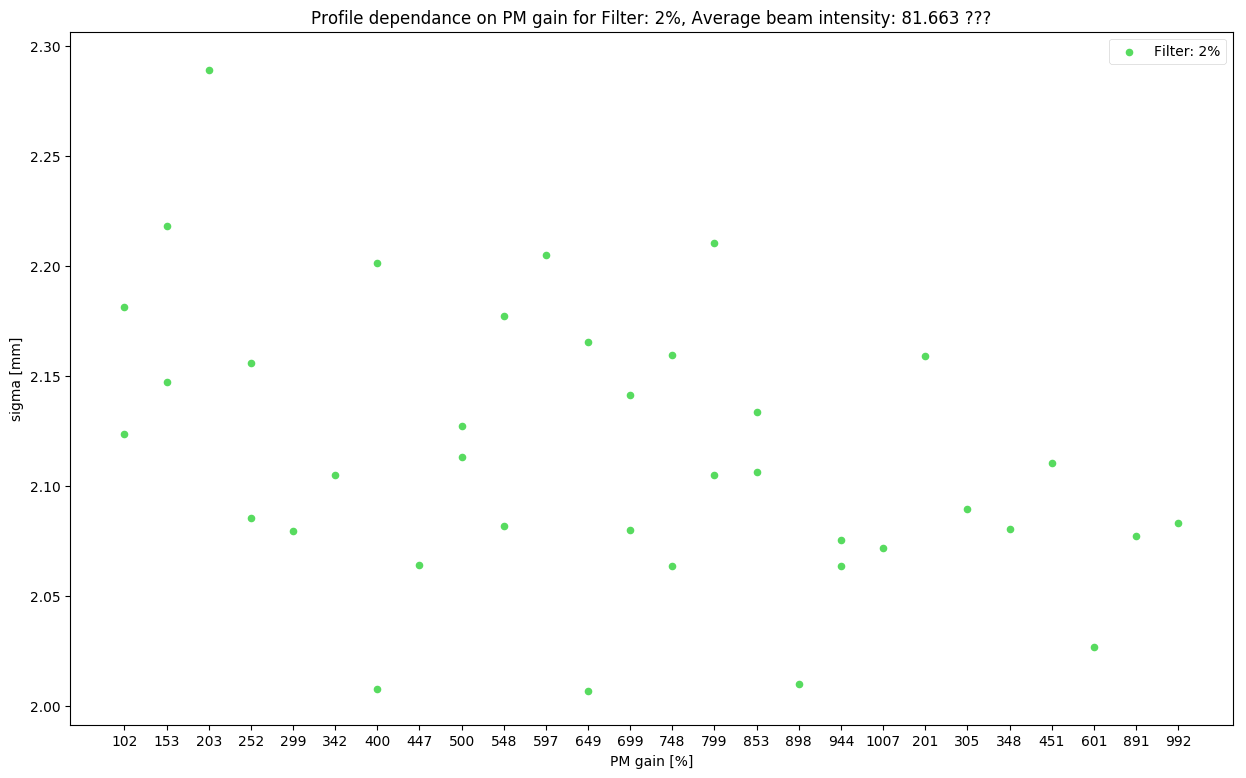 Profile dependance on PM gain for Filter: 2%, Average beam intensity: 81.663 ???
Filter: 2%
2.30
2.25
2.20
2.15
2.10
2.05
2.00
sigma [mm]
102 153 203 252 299 342 400 447 500 548 597 649 699 748 799 853 898 944 1007 201 305 348 451 601 891 992
PM gain [%]